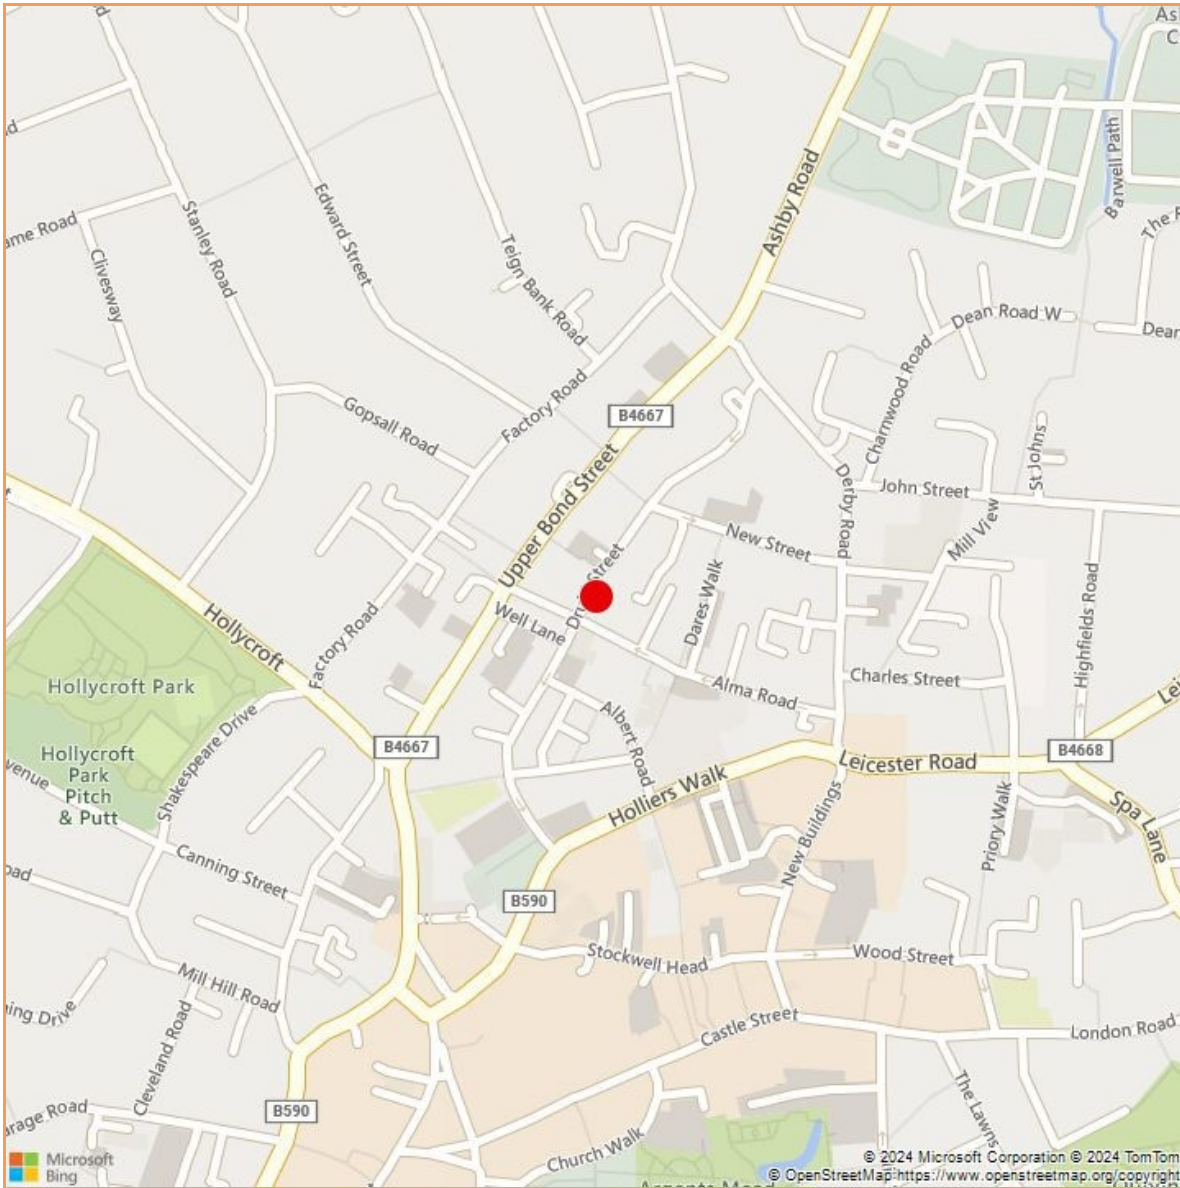 Ashby Road
Barwell Path
Edward Street
Stanley Road
Clivesway
Teign Bank Road
Dean Road W
Charnwood Road
Gopsall Road
Factory Road
B4667
Upper Bond Street
St Johns
John Street
Derby Road
Mill View
New Street
Dares Walk
Well Lane
Highfields Road
Hollycroft
Factory Road
Hollycroft Park
Charles Street
Alma Road
Albert Road
Shakespeare Drive
B4667
B4668
Hollycroft
Park
Pitch
& Putt
Leicester Road
Holliers Walk
Spa Lane
New Buildings
Priory Walk
Canning Street
B590
Stockwell Head
Wood Street
Mill Hill Road
Cleveland Road
Castle Street
London Road
B590
The Lawns
Church Walk
Microsoft
Bing
© 2024 Microsoft Corporation © 2024 TomTom
© OpenStreetMap https://www.openstreetmap.org/copyright